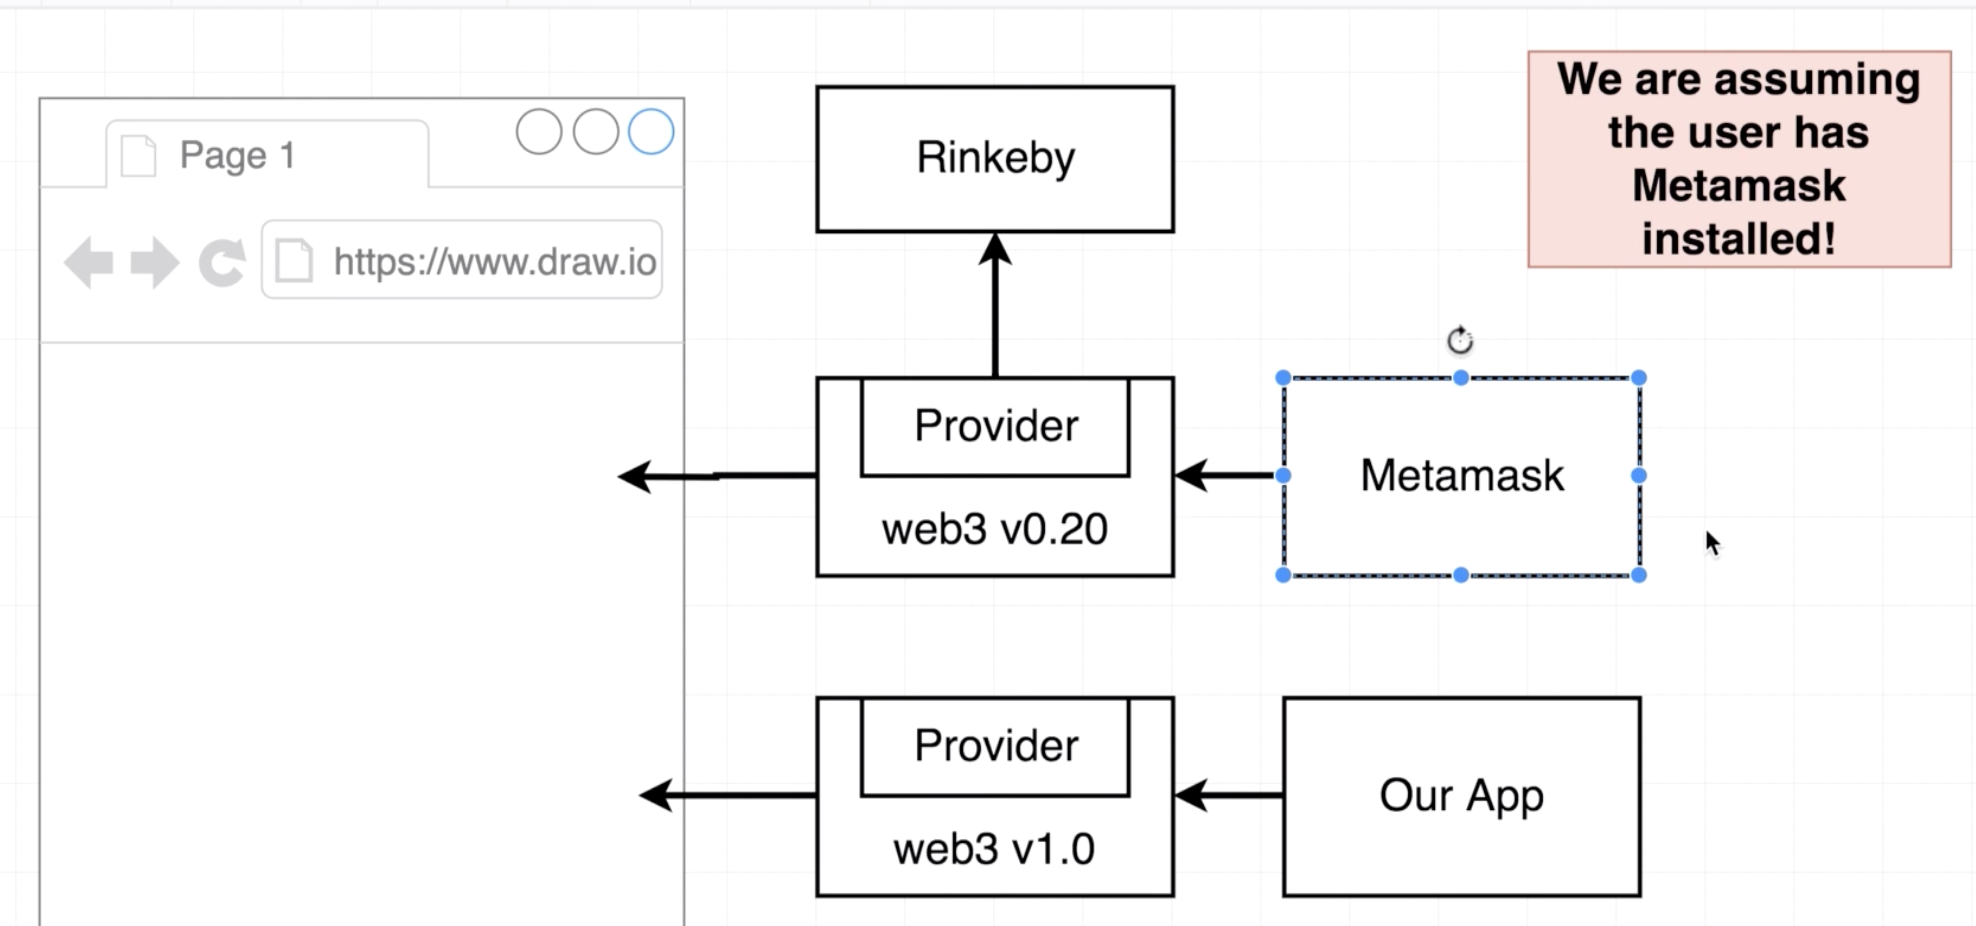 We are assuming
the user has
Metamask
installed!
Page 1
https://www.draw.io
Rinkeby
Provider
web3 v0.20
Metamask
Provider
web3 v1.0
Our App